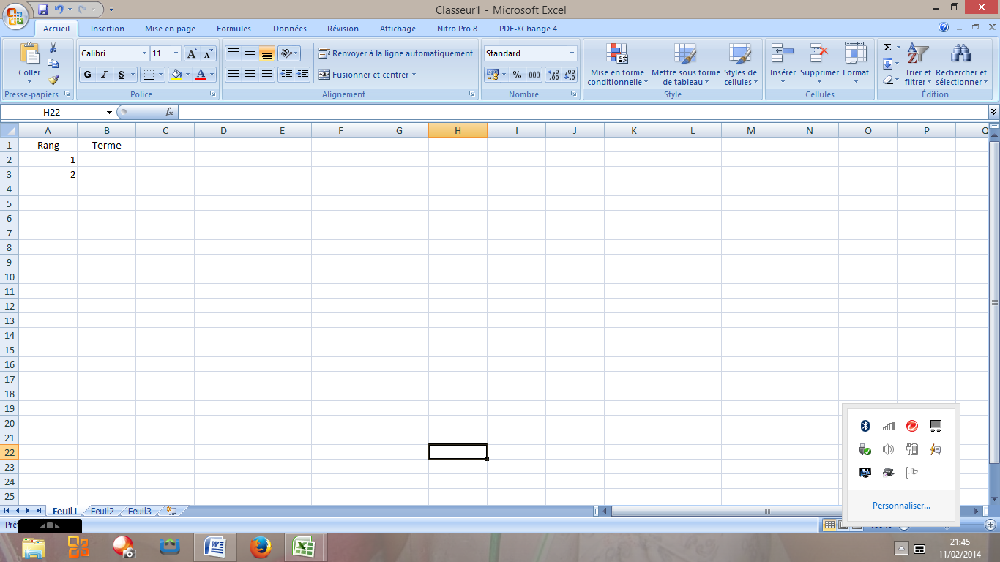 Classeur1 - Microsoft Excel
Accueil Insertion Mise en page Formules Données Révision Affichage Nitro Pro 8 PDF-XChange 4
Coller
Presse-papiers
Calibri 11
G I S
Police
Renvoyer à la ligne automatiquement
Fusionner et centrer
Alignement
Standard
% 000
Nombre
Mise en forme conditionnelle
Mettre sous forme de tableau
Styles de cellules
Style
Insérer Supprimer Format
Cellules
Σ
Trier et filtrer
Rechercher et sélectionner
Édition
H22 fx
A B C D E F G H I J K L M N O P Q
1 Rang Terme
2 1
3 2
4
5
6
7
8
9
10
11
12
13
14
15
16
17
18
19
20
21
22
23
24
25
Personnaliser...
Feuil1 Feuil2 Feuil3
21:45
11/02/2014